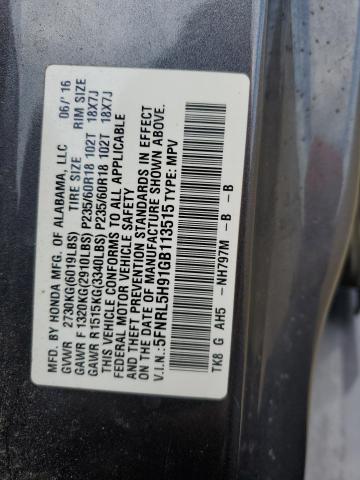 MFD. BY HONDA MFG. OF ALABAMA, LLC 06/'16
GVWR 2730KG(6019LBS) TIRE SIZE RIM SIZE
GAWR F 1320KG(2910LBS) P235/60R18 102T 18X7J
GAWR R1515KG(3340LBS) P235/60R18 102T 18X7J
THIS VEHICLE CONFORMS TO ALL APPLICABLE
FEDERAL MOTOR VEHICLE SAFETY
AND THEFT PREVENTION STANDARDS IN EFFECT
ON THE DATE OF MANUFACTURE SHOWN ABOVE.
V.I.N.:5FNRL5H91GB113515 TYPE: MPV
TK8 G AH5 -NH797M -B -B